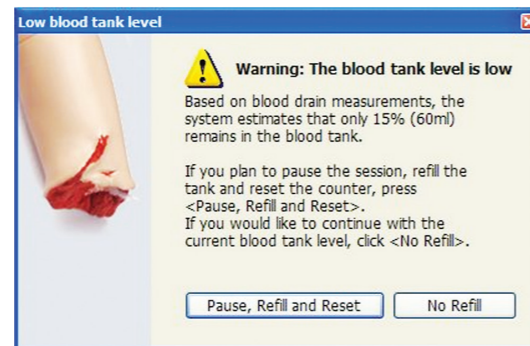 Low blood tank level
Warning: The blood tank level is low
Based on blood drain measurements, the
system estimates that only 15% (60ml)
remains in the blood tank.
If you plan to pause the session, refill the
tank and reset the counter, press
<Pause, Refill and Reset>.
If you would like to continue with the
current blood tank level, click <No Refill>.
Pause, Refill and Reset
No Refill